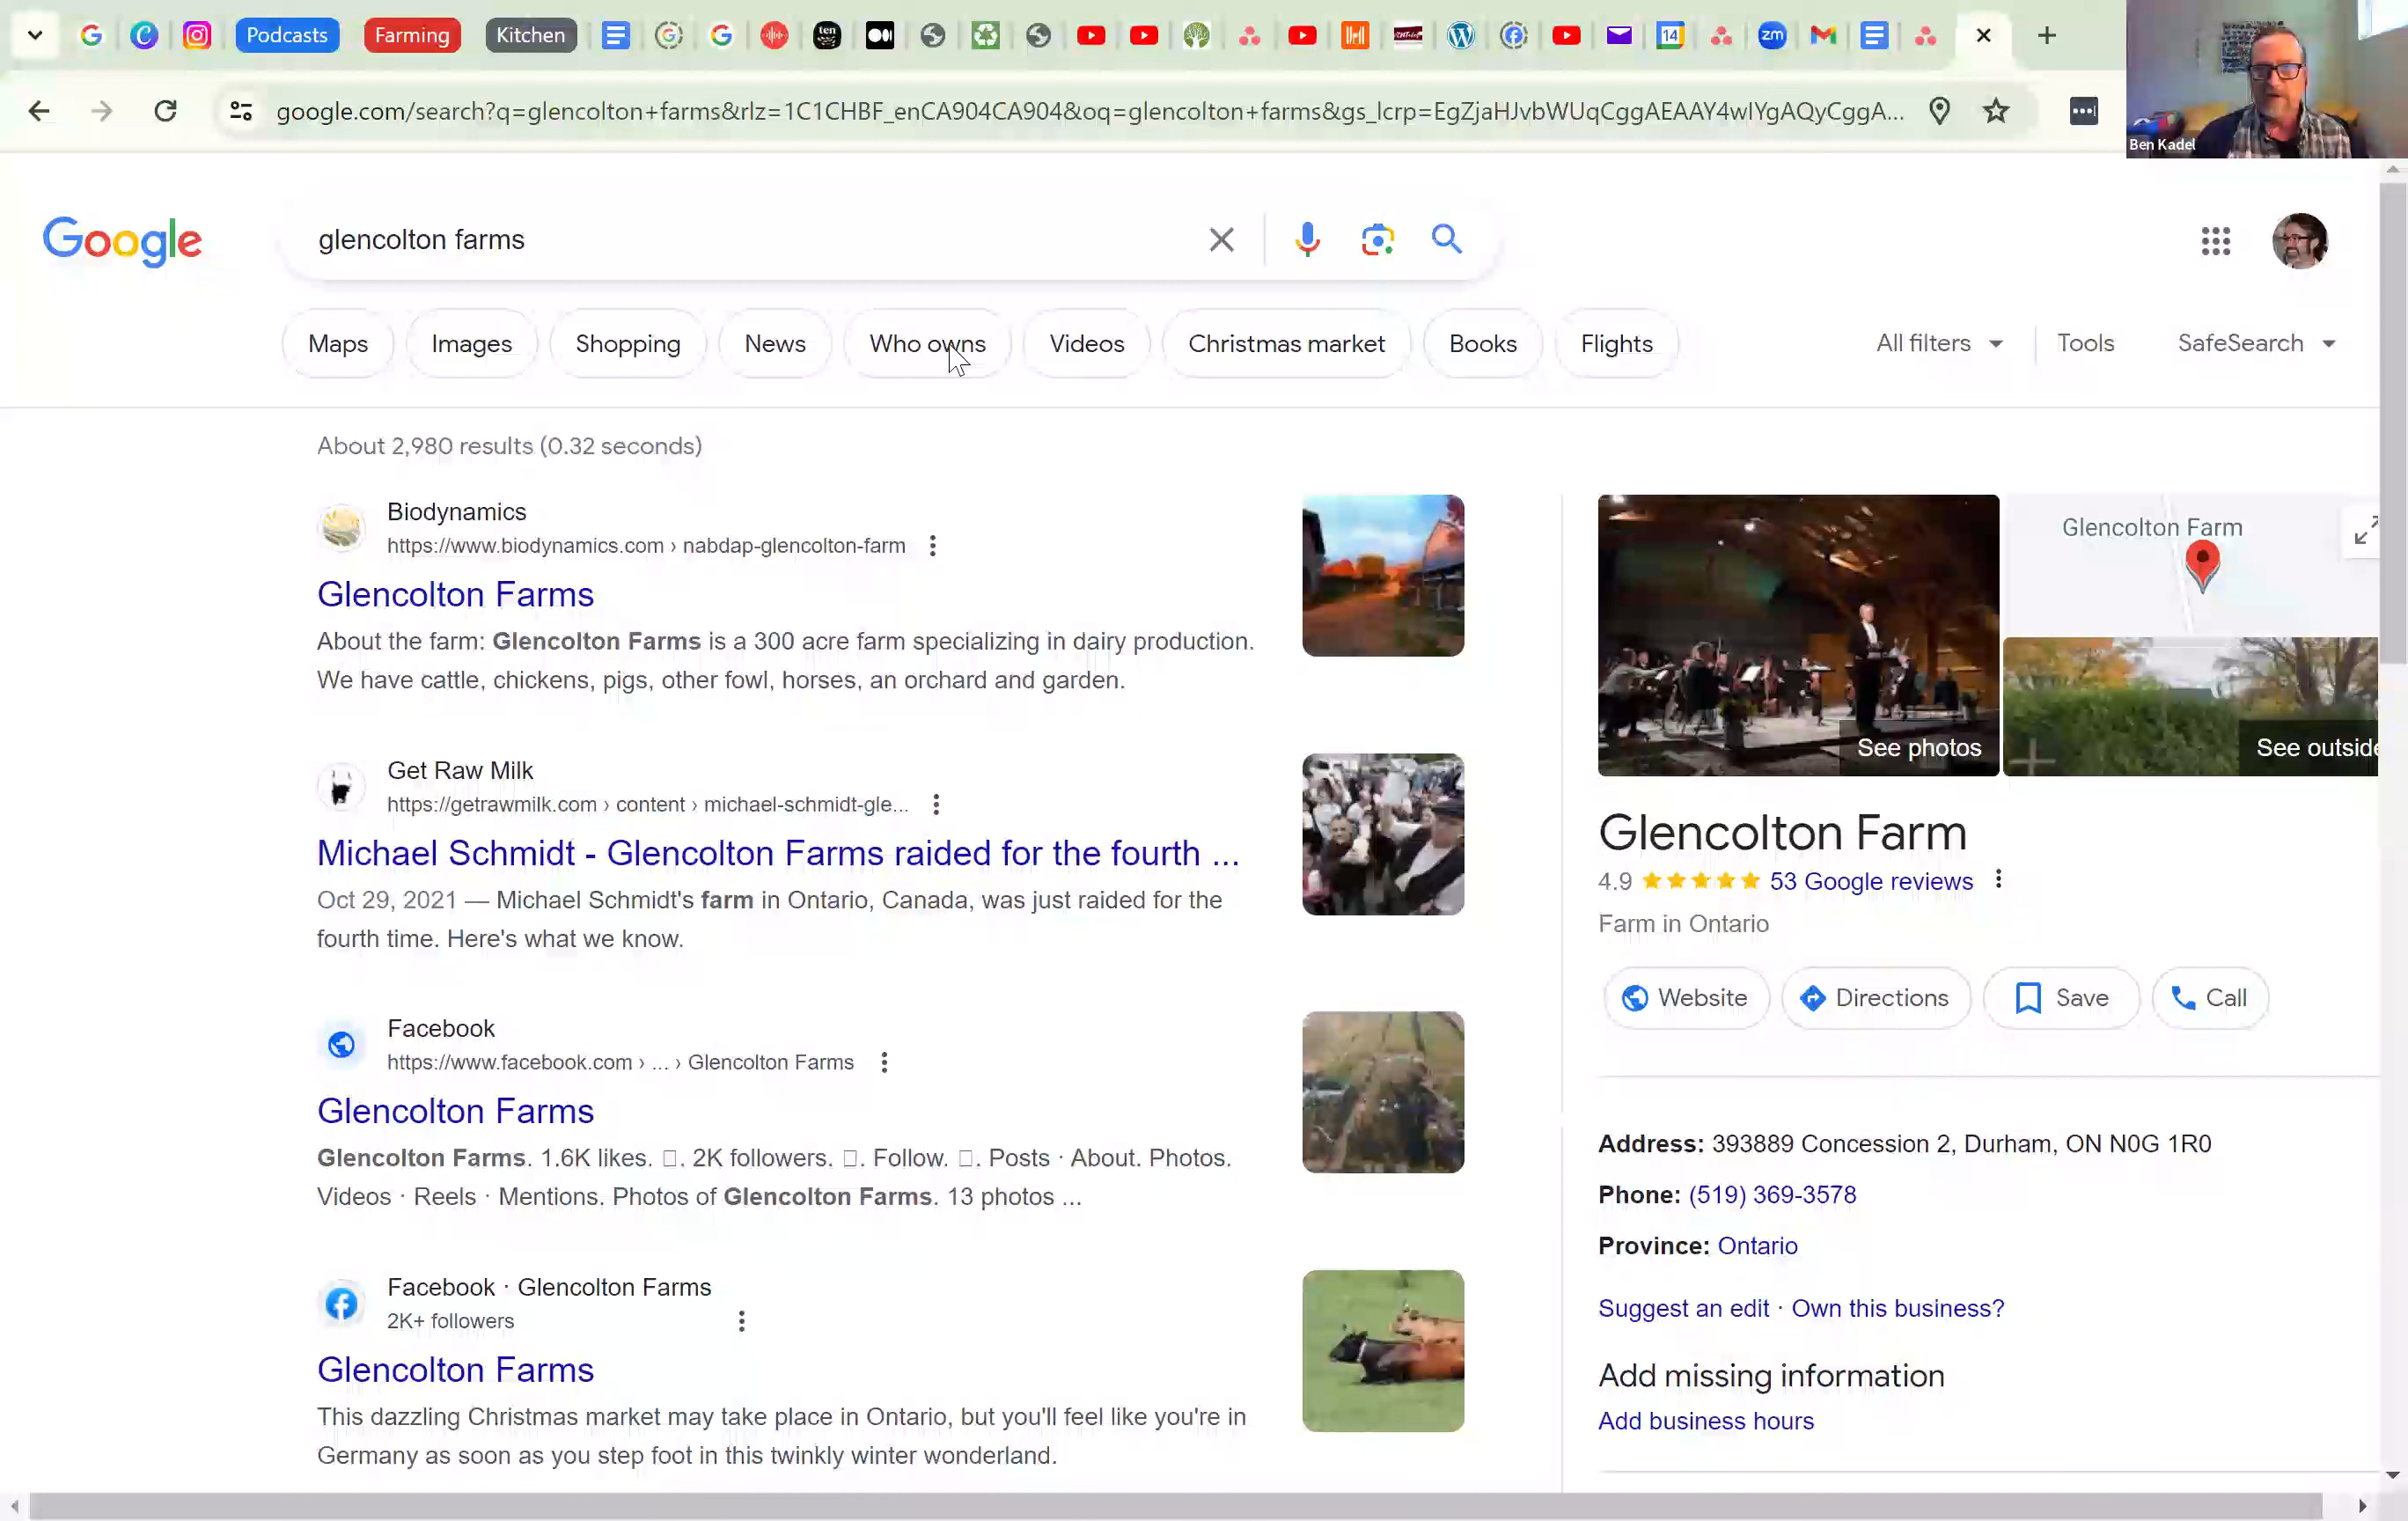 Podcasts
Farming
Kitchen
ten
14
zm
google.com/search?q=glencolton+farms&rlz=1C1CHBF_enCA904CA904&oq=glencolton+farms&gs_lcrp=EgZjaHJvbWUqCggAEAAY4wIYgAQyCggA...
Ben Kadel
Google
glencolton farms
Maps
Images
Shopping
News
Who owns
Videos
Christmas market
Books
Flights
All filters
Tools
SafeSearch
About 2,980 results (0.32 seconds)
Biodynamics
https://www.biodynamics.com › nabdap-glencolton-farm
Glencolton Farms
About the farm: Glencolton Farms is a 300 acre farm specializing in dairy production.
We have cattle, chickens, pigs, other fowl, horses, an orchard and garden.
Get Raw Milk
https://getrawmilk.com › content › michael-schmidt-gle...
Michael Schmidt - Glencolton Farms raided for the fourth ...
Oct 29, 2021 — Michael Schmidt's farm in Ontario, Canada, was just raided for the
fourth time. Here's what we know.
Facebook
https://www.facebook.com › ... › Glencolton Farms
Glencolton Farms
Glencolton Farms. 1.6K likes. □. 2K followers. □. Follow. □. Posts · About. Photos.
Videos · Reels · Mentions. Photos of Glencolton Farms. 13 photos ...
Facebook · Glencolton Farms
2K+ followers
Glencolton Farms
This dazzling Christmas market may take place in Ontario, but you'll feel like you're in
Germany as soon as you step foot in this twinkly winter wonderland.
See photos
Glencolton Farm
See outside
Glencolton Farm
4.9 53 Google reviews
Farm in Ontario
Website
Directions
Save
Call
Address: 393889 Concession 2, Durham, ON N0G 1R0
Phone: (519) 369-3578
Province: Ontario
Suggest an edit · Own this business?
Add missing information
Add business hours